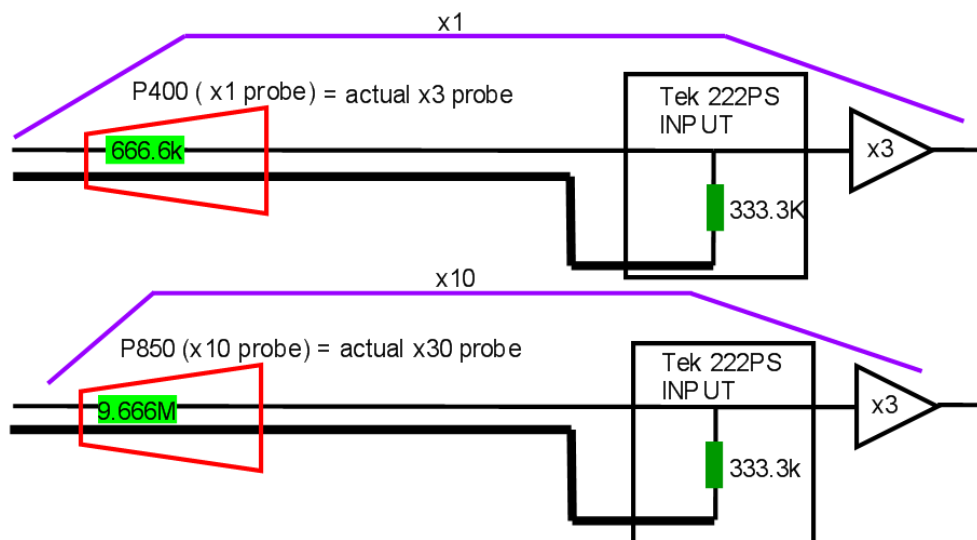 x1
P400 ( x1 probe) = actual x3 probe
Tek 222PS
INPUT
666.6k
x3
333.3K
x10
P850 (x10 probe) = actual x30 probe
Tek 222PS
INPUT
9.666M
x3
333.3k